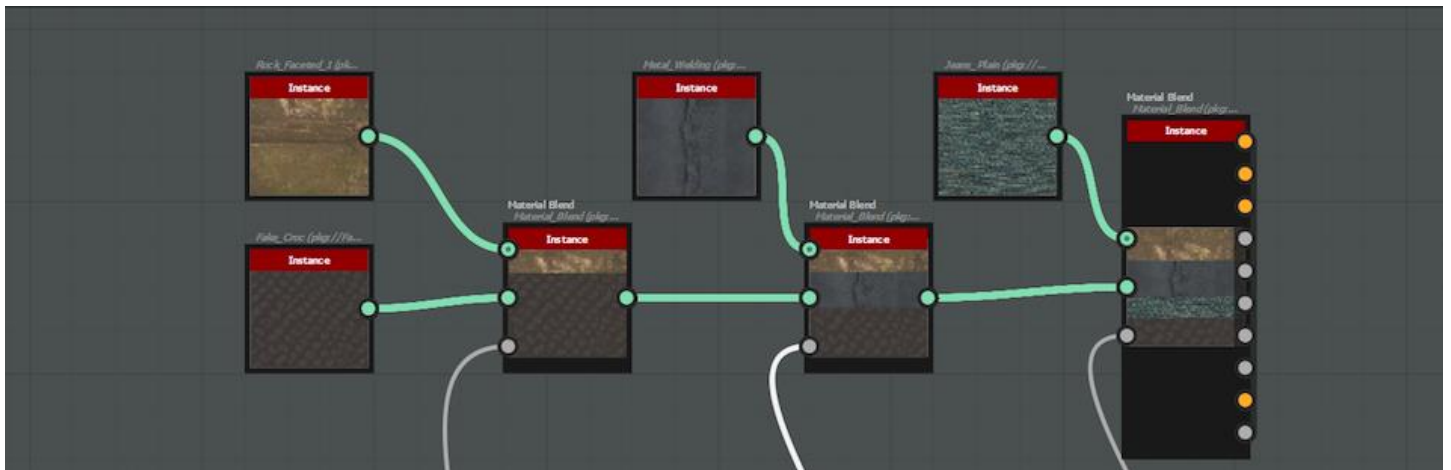 Rock_Faceted_1 (pk...
Instance
Metal_Welding (pkg:...
Instance
Jeans_Plain (pkg://...
Instance
Material Blend
Material_Blend (pkg:...
Instance
Fake_Croc (pkg://Fa...
Instance
Material Blend
Material_Blend (pkg:...
Instance
Material Blend
Material_Blend (pkg:...
Instance